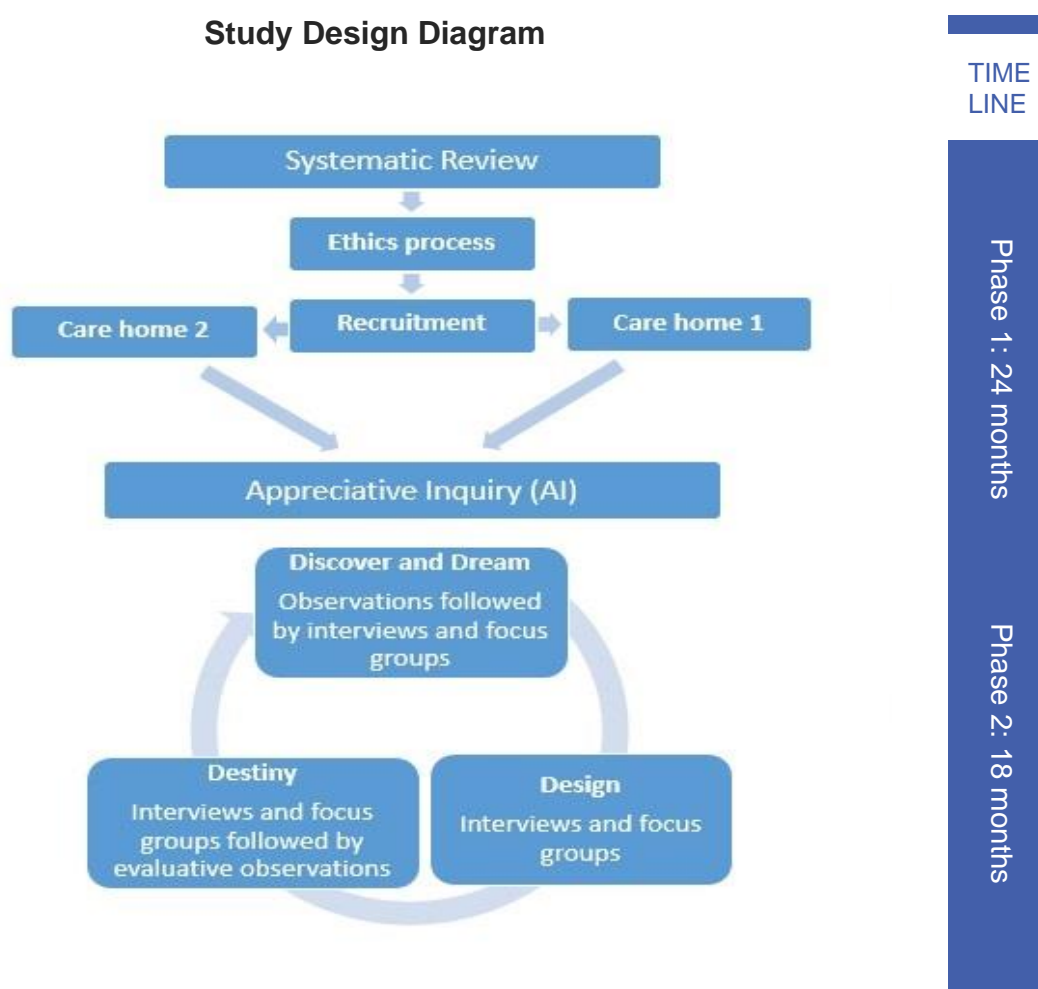 Study Design Diagram
TIME
LINE
Systematic Review
Ethics process
Care home 2
Recruitment
Care home 1
Appreciative Inquiry (AI)
Discover and Dream
Observations followed
by interviews and focus
groups
Destiny
Interviews and focus
groups followed by
evaluative observations
Design
Interviews and focus
groups
Phase 1: 24 months
Phase 2: 18 months